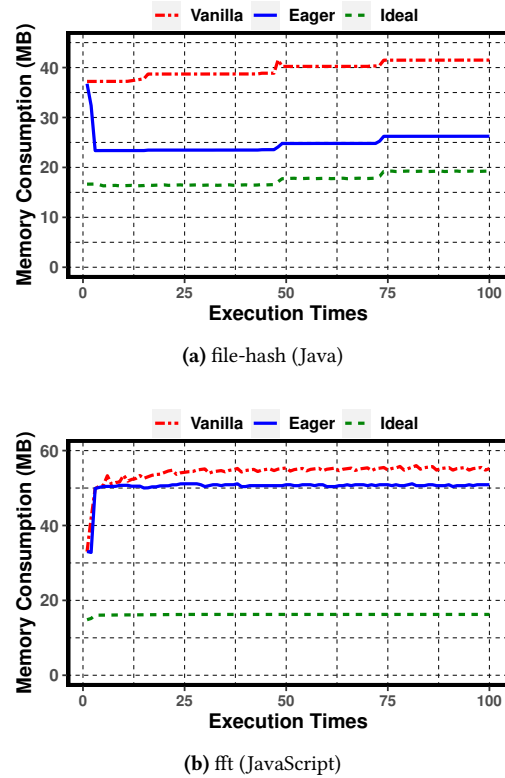 Vanilla Eager Ideal
Memory Consumption (MB)
40
30
20
10
0
0 25 50 75 100
Execution Times
(a) file-hash (Java)
Vanilla Eager Ideal
Memory Consumption (MB)
60
40
20
0
0 25 50 75 100
Execution Times
(b) fft (JavaScript)